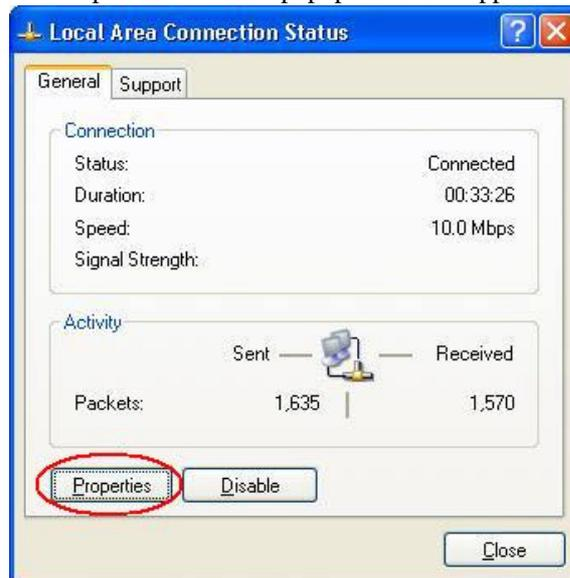 Local Area Connection Status
General Support
Connection
Status: Connected
Duration: 00:33:26
Speed: 10.0 Mbps
Signal Strength:
Activity
Sent Received
Packets: 1,635 1,570
Properties Disable
Close